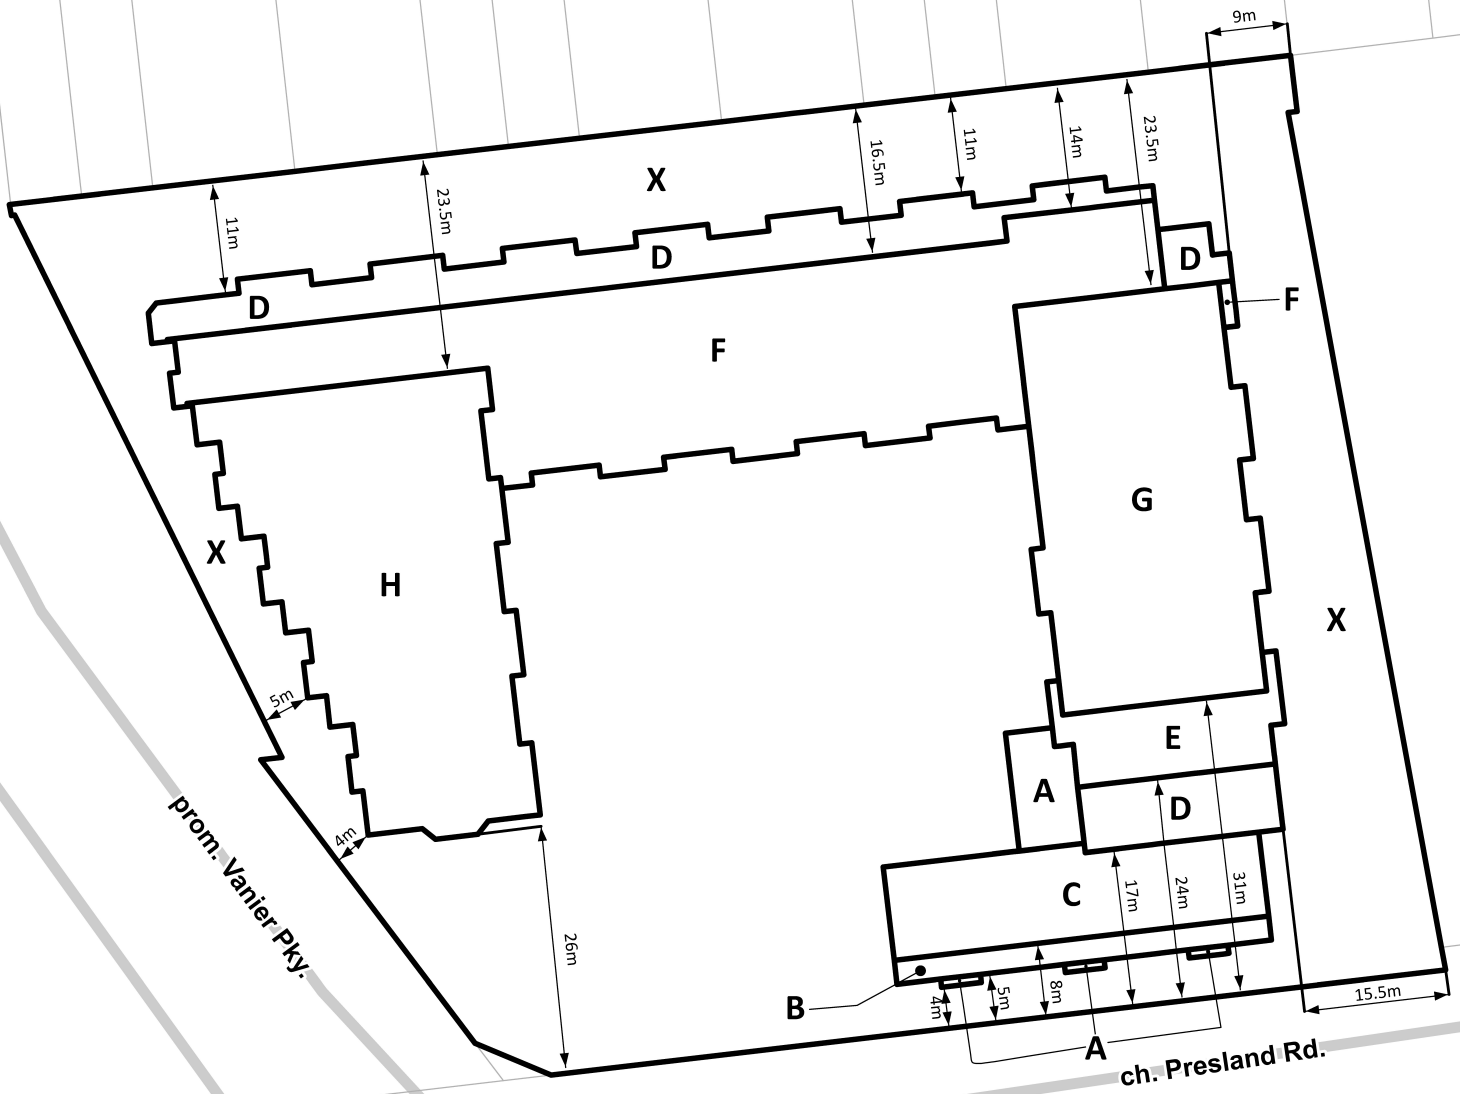 9m
X
11m
23.5m
16.5m
11m
14m
23.5m
D
D
D
F
F
G
H
X
X
5m
E
A
D
4m
C
17m
24m
31m
26m
B
4m
5m
8m
15.5m
A
prom. Vanier Pky.
ch. Presland Rd.